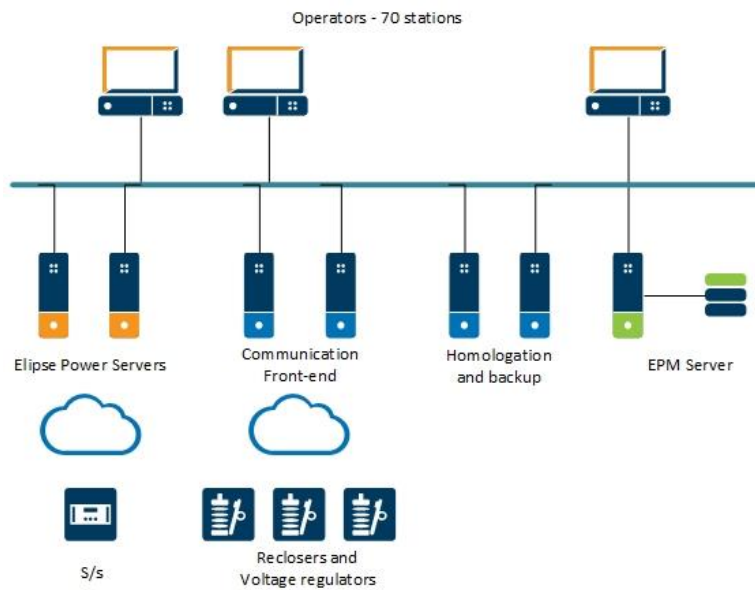 Operators - 70 stations
Elipse Power Servers
Communication
Front-end
Homologation
and backup
EPM Server
S/s
Reclosers and
Voltage regulators